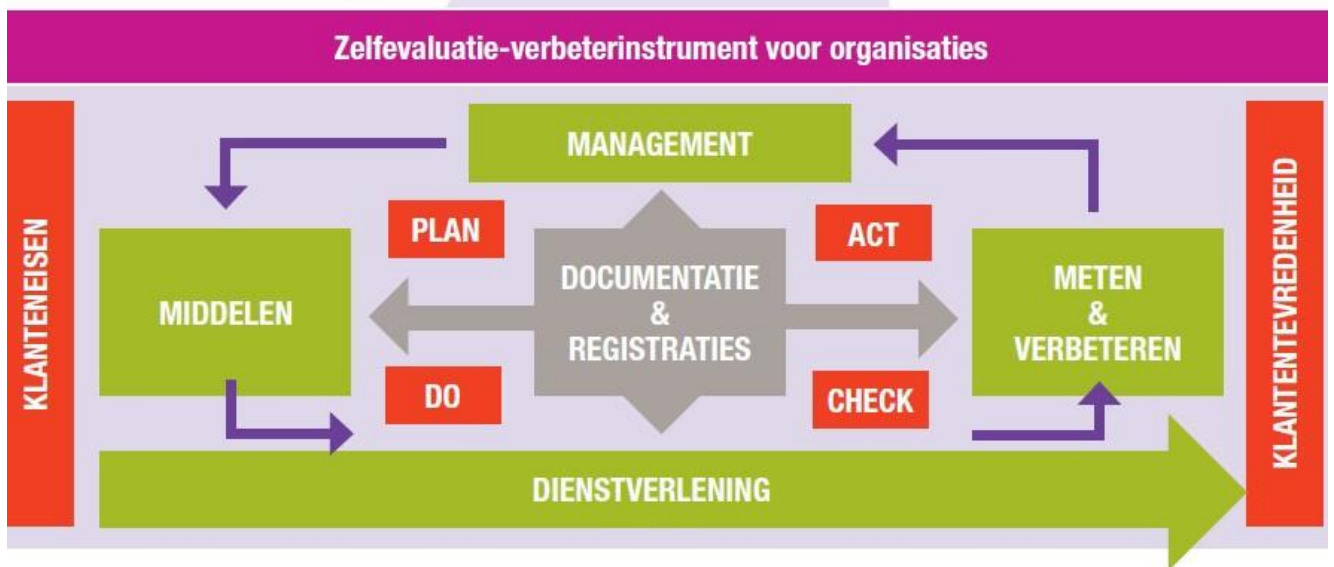 Zelfevaluatie-verbeterinstrument voor organisaties
KLANTENEISEN
MANAGEMENT
PLAN
ACT
MIDDELEN
DOCUMENTATIE
&
REGISTRATIES
METEN
&
VERBETEREN
DO
CHECK
DIENSTVERLENING
KLANTENTEVREDENHEID